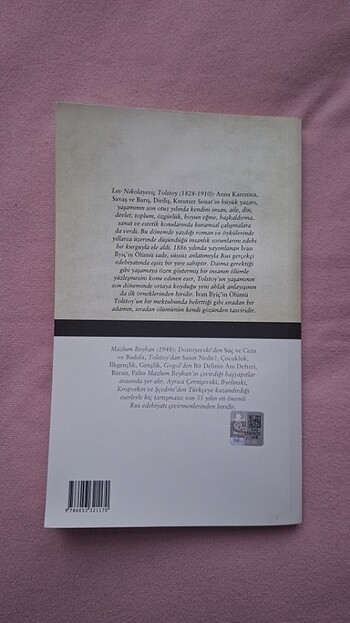 Lev Nikolayeviç Tolstoy (1828-1910): Anna Karenina,
Savaş ve Barış, Diriliş, Kreutzer Sonat'ın büyük yazarı,
yaşamının son otuz yılında kendini insan, aile, din,
devlet, toplum, özgürlük, boyun eğme, başkaldırma,
sanat ve estetik konularında kuramsal çalışmalara
da verdi. Bu dönemde yazdığı roman ve öykülerinde
yıllarca üzerinde düşündüğü insanlık sorunlarını edebi
bir kurguyla ele aldı. 1886 yılında yayımlanan İvan
İlyiç'in Ölümü sade, süssüz anlatımıyla Rus gerçekçi
edebiyatında eşsiz bir yere sahiptir. Daima gerektiği
gibi yaşamaya özen göstermiş bir insanın ölümle
yüzleşmesini konu edinen eser, Tolstoy'un yaşamının
son döneminde ortaya koyduğu yeni ahlak anlayışının
da ilk örneklerinden biridir. İvan İlyiç'in Ölümü
Tolstoy'un bir mektubunda belirttiği gibi sıradan bir
adamın, sıradan ölümünün kendi gözünden tasviridir.
Mazlum Beyhan (1948): Dostoyevski'den Suç ve Ceza
ve Budala, Tolstoy'dan Sanat Nedir?, Çocukluk,
İlkgençlik, Gençlik, Gogol'den Bir Delinin Anı Defteri,
Burun, Palto Mazlum Beyhan'ın çevirdiği başyapıtlar
arasında yer alır. Ayrıca Çernişevski, Byelinski,
Kropotkin ve Şçedrin'den Türkçeye kazandırdığı
eserlerle hiç tartışmasız son 35 yılın en önemli
Rus edebiyatı çevirmenlerinden biridir.
9 786053 321170